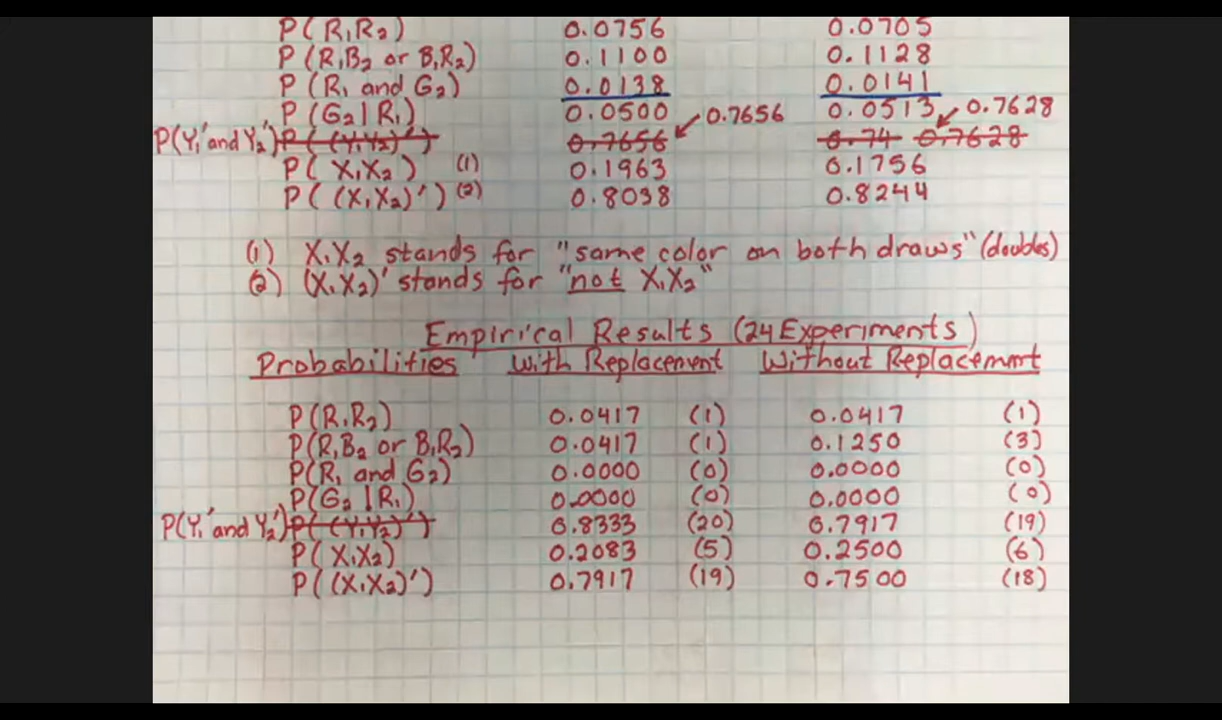 P(R₁R₂) 0.0756 0.0705
P(R₁B₂ or B₁R₂) 0.1100 0.1128
P(R₁ and G₂) 0.0138 0.0141
P(G₂|R₁) 0.0500 0.7656 0.0513 0.7628
P(Y₁' and Y₂') P((Y₁Y₂)') 0.7656 0.74 0.7628
P(X₁X₂) (1) 0.1963 0.1756
P((X₁X₂)') (2) 0.8038 0.8244
(1) X₁X₂ stands for "same color on both draws" (doubles)
(2) (X₁X₂)' stands for "not X₁X₂"
Empirical Results (24 Experiments)
Probabilities With Replacement Without Replacement
P(R₁R₂) 0.0417 (1) 0.0417 (1)
P(R₁B₂ or B₁R₂) 0.0417 (1) 0.1250 (3)
P(R₁ and G₂) 0.0000 (0) 0.0000 (0)
P(G₂|R₁) 0.0000 (0) 0.0000 (0)
P(Y₁' and Y₂') P((Y₁Y₂)') 0.8333 (20) 0.7917 (19)
P(X₁X₂) 0.2083 (5) 0.2500 (6)
P((X₁X₂)') 0.7917 (19) 0.7500 (18)